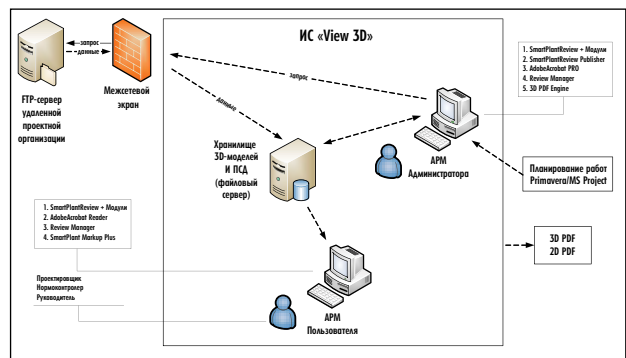 ИС «View 3D»
запрос
данные
FTP-сервер
удаленной
проектной
организации
Межсетевой
экран
запрос
данные
1. SmartPlantReview + Модули
2. SmartPlantReview Publisher
3. AdobeAcrobat PRO
4. Review Manager
5. 3D PDF Engine
Хранилище
3D-моделей
И ПСД
(файловый
сервер)
АРМ
Администратора
Планирование работ
Primavera/MS Project
1. SmartPlantReview + Модули
2. AdobeAcrobat Reader
3. Review Manager
4. SmartPlant Markup Plus
3D PDF
2D PDF
Проектировщик
Нормоконтролер
Руководитель
АРМ
Пользователя